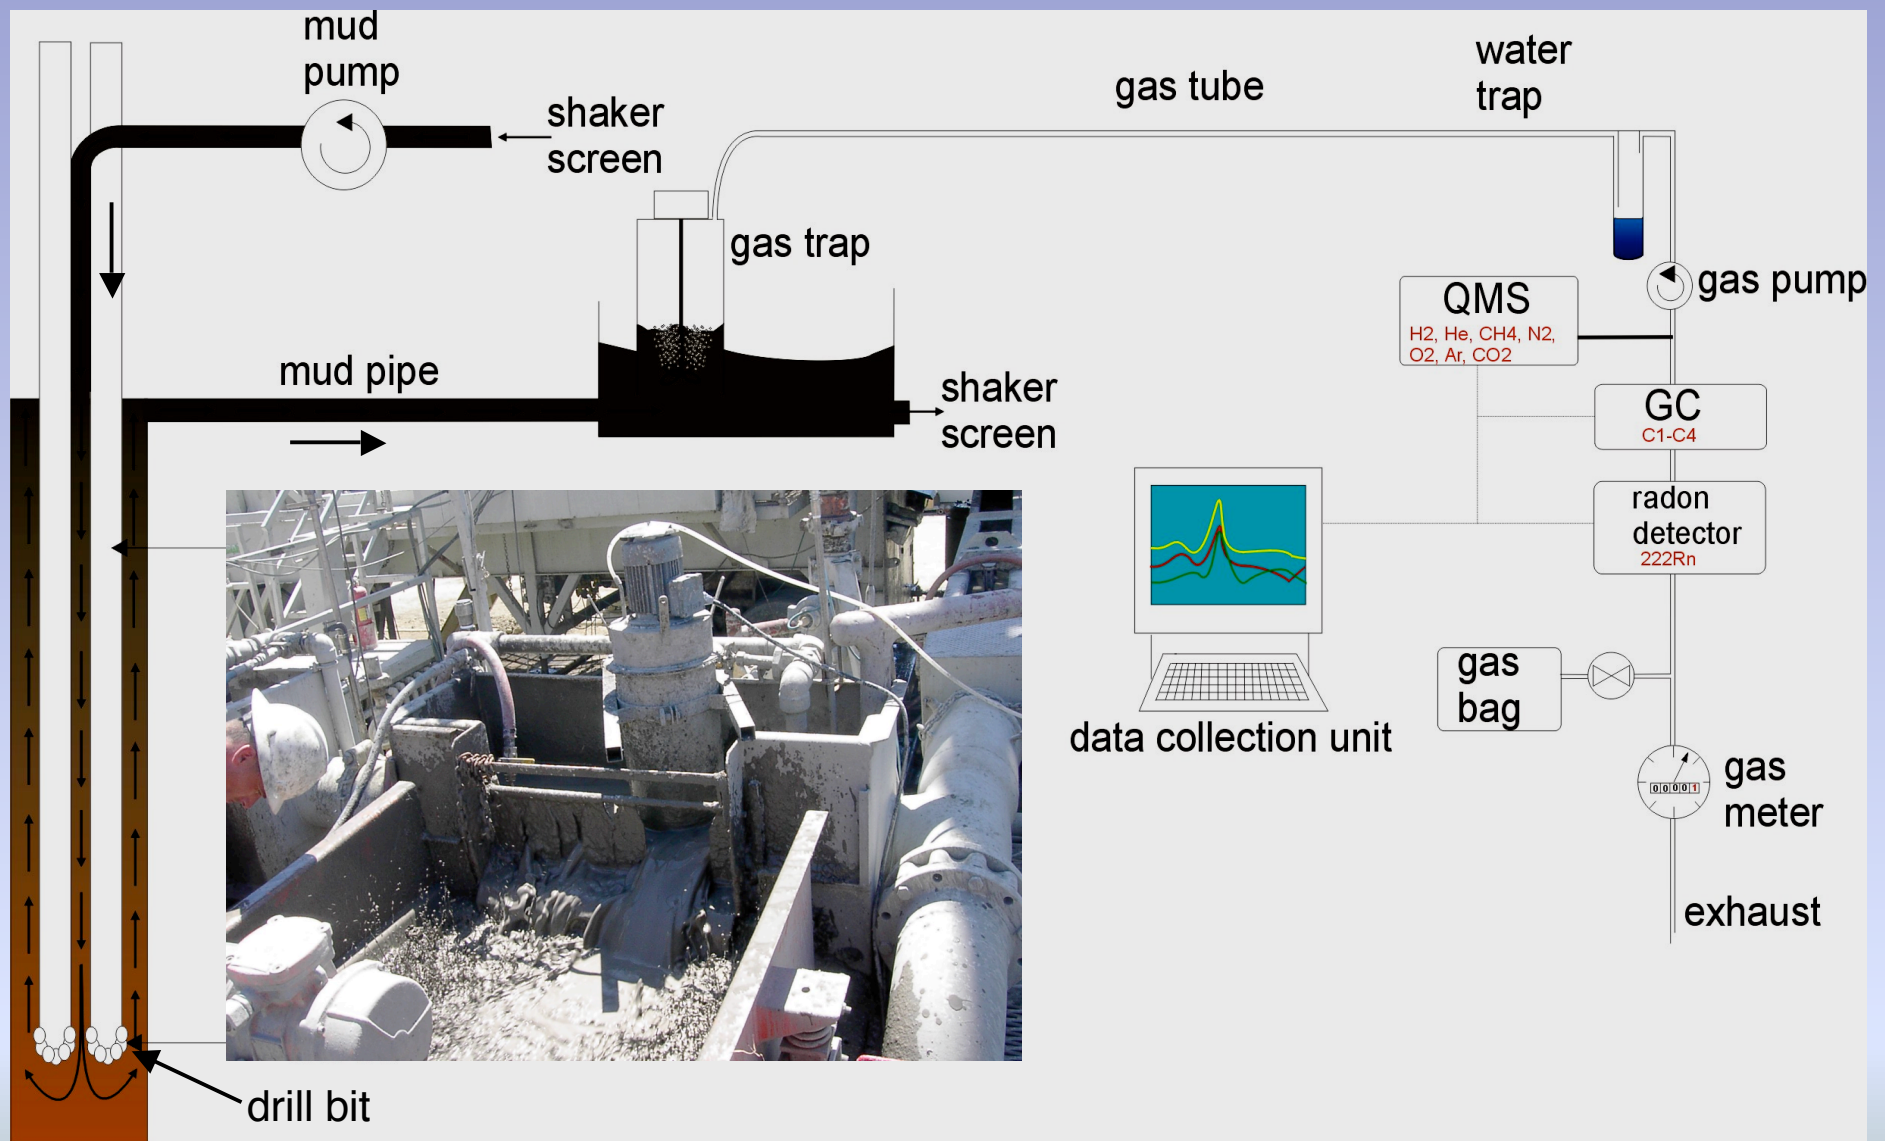 mud
pump
shaker
screen
gas tube
water
trap
gas trap
gas pump
QMS
H2, He, CH4, N2,
O2, Ar, CO2
mud pipe
shaker
screen
GC
C1-C4
radon
detector
222Rn
gas
bag
data collection unit
gas
meter
00001
exhaust
drill bit